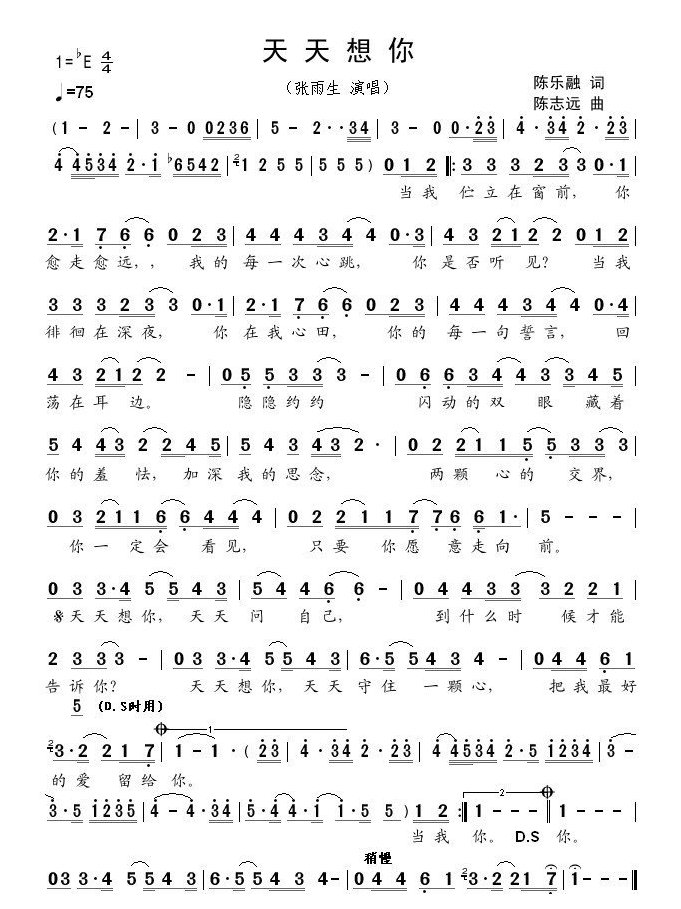 天天想你
1=♭E 4/4
♩=75
（张雨生 演唱）
陈乐融 词
陈志远 曲
(1 - 2 - | 3 - 0 0236 | 5 - 2··34 | 3 - 0 0·23 | 4·34 2·23 |
4 4534 2·1 ♭6542 | 1 2 5 5 | 5 5 5) 0 1 2 ‖: 3 3 3 2 3 3 0·1 |
当我 伫立在窗前， 你
2·1 7 6 6 0 2 3 | 4 4 4 3 4 4 0·3 | 4 3 2 1 2 2 0 1 2 |
愈走愈远，， 我的每一次心跳， 你是否听见？ 当我
3 3 3 2 3 3 0·1 | 2·1 7 6 6 0 2 3 | 4 4 4 3 4 4 0·4 |
徘徊在深夜， 你在我心田， 你的每一句誓言， 回
4 3 2 1 2 2 - | 0 5 5 3 3 3 | 0 6 6 3 4 4 3 3 4 5 |
荡在耳边。 隐隐约约 闪动的双眼藏着
5 4 4 3 2 2 4 5 | 5 3 4 3 2 2· | 0 2 2 1 1 5 5 3 3 3 |
你的羞怯，加深我的思念， 两颗心的交界，
0 3 2 1 1 6 6 4 4 4 | 0 2 2 1 1 7 7 6 6 1· | 5 - - - |
你一定会看见， 只要你愿意走向前。
0 3 3·4 5 5 4 3 | 5 2 2 4 6 6 - | 0 4 4 3 3 3 2 2 1 |
天天想你，天天问自己， 到什么时候才能
2 3 3 3 - | 0 3 3·4 5 5 4 3 | 6·5 5 4 3 4 - | 0 4 4 6 1
告诉你？ 天天想你，天天守住一颗心， 把我最好
5 (D.S时用)
1
3·2 2 1 7 | 1 - 1 - (23 | 4 - 4·34 | 4 4534 2·5 1234 | 3 -
的爱留给你。
3·5 1235 | 4 - 4·34 | 5·4 4 1 1·5 5) 1 2 :‖ 1 - - - | 1 - - - |
2
当我 你。 D.S 你。
稍慢
03 3·4 5 543 | 6·5 543 4 - | 0 4 4 6 1 | 3·2 21 7 | 1 - - ‖